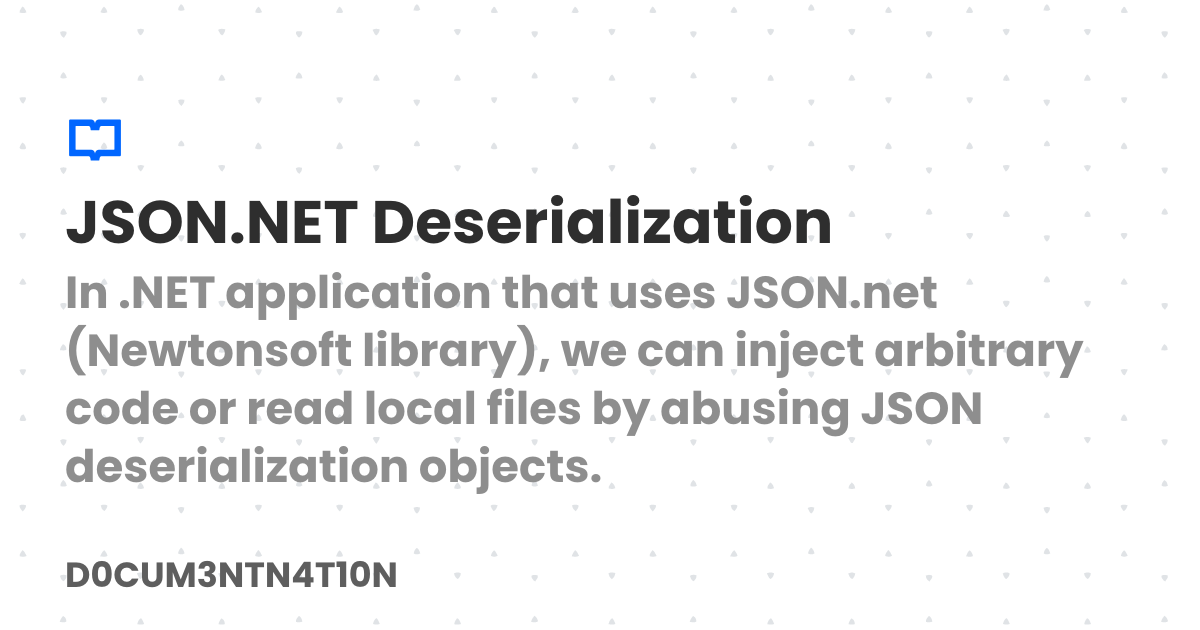 JSON.NET Deserialization
In .NET application that uses JSON.net
(Newtonsoft library), we can inject arbitrary
code or read local files by abusing JSON
deserialization objects.
D0CUM3NTN4T10N